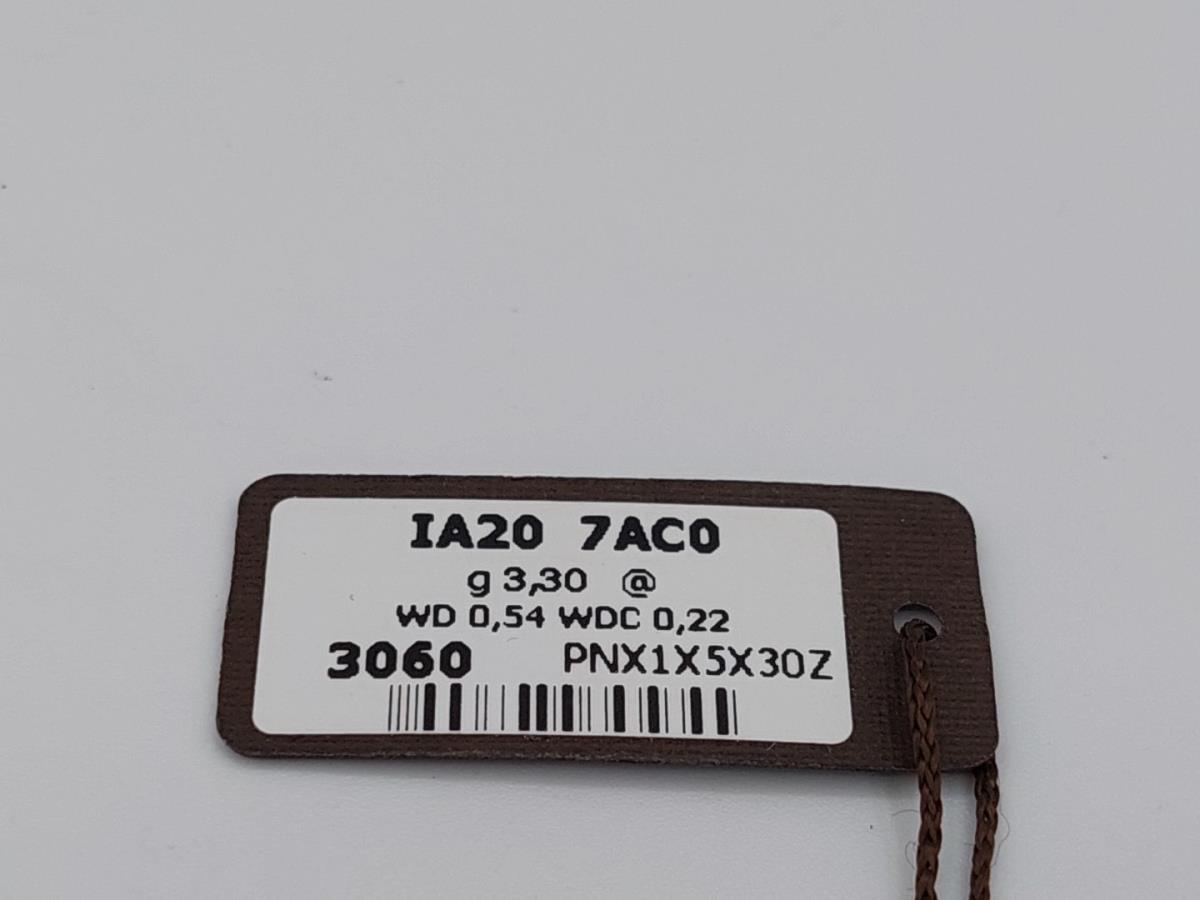 IA20 7AC0
g 3,30 @
WD 0,54 WDC 0,22
3060 PNX1X5X30Z